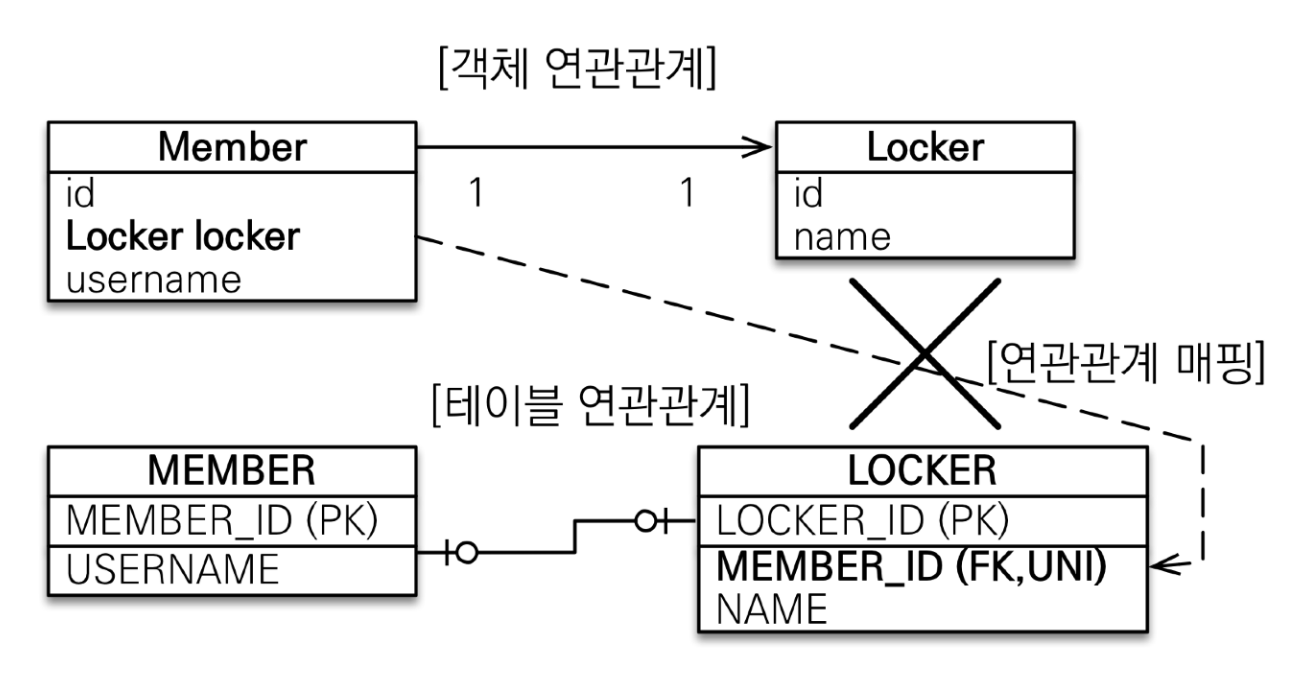 [객체 연관관계]
Member
id
Locker locker
username
1
1
Locker
id
name
[연관관계 매핑]
[테이블 연관관계]
MEMBER
MEMBER_ID (PK)
USERNAME
LOCKER
LOCKER_ID (PK)
MEMBER_ID (FK,UNI)
NAME